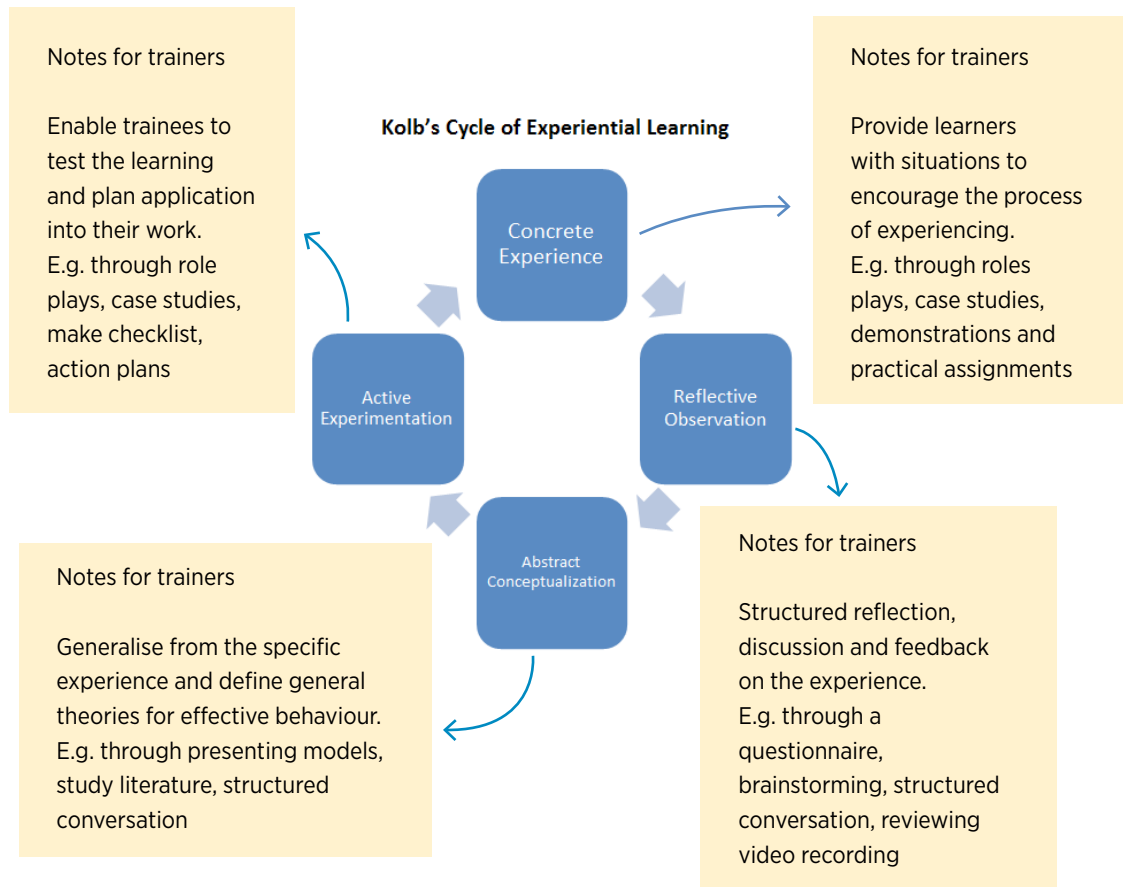 Notes for trainers
Enable trainees to
test the learning
and plan application
into their work.
E.g. through role
plays, case studies,
make checklist,
action plans
Kolb's Cycle of Experiential Learning
Notes for trainers
Provide learners
with situations to
encourage the process
of experiencing.
E.g. through roles
plays, case studies,
demonstrations and
practical assignments
Concrete
Experience
Active
Experimentation
Reflective
Observation
Abstract
Conceptualization
Notes for trainers
Generalise from the specific
experience and define general
theories for effective behaviour.
E.g. through presenting models,
study literature, structured
conversation
Notes for trainers
Structured reflection,
discussion and feedback
on the experience.
E.g. through a
questionnaire,
brainstorming, structured
conversation, reviewing
video recording